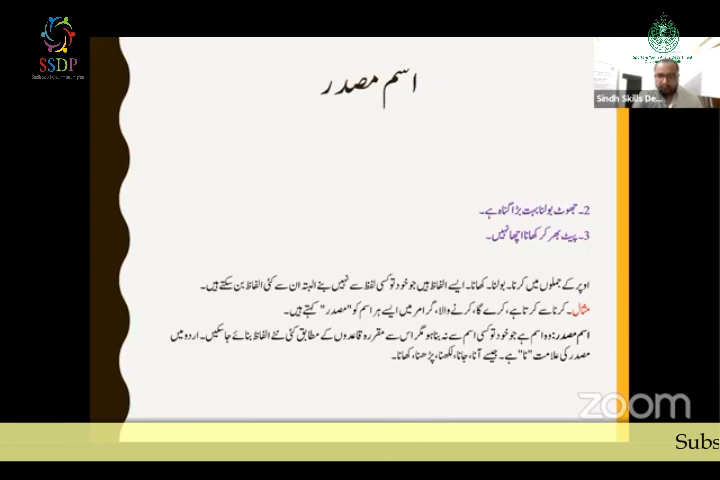 SSDP
اسم مصدر
Sindh Skills De...
2۔ جھوٹ بولنا بہت بڑا گناہ ہے۔
3۔ پیٹ بھر کر کھانا اچھا نہیں۔
اوپر کے جملوں میں کرنا۔ بولنا۔ کھانا۔ ایسے الفاظ ہیں جو خود تو کسی لفظ سے نہیں بنے البتہ ان سے کئی الفاظ بن سکتے ہیں۔
مثال۔ کرنا سے کرتا ہے، کرے گا، کرنے والا، گرامر میں ایسے ہر اسم کو "مصدر" کہتے ہیں۔
اسم مصدر: وہ اسم ہے جو خود تو کسی اسم سے نہ بنا ہو مگر اس سے مقررہ قاعدوں کے مطابق کئی نئے الفاظ بنائے جا سکیں۔ اردو میں
مصدر کی علامت "نا" ہے۔ جیسے آنا، جانا، لکھنا، پڑھنا، کھانا۔
zoom
Subs